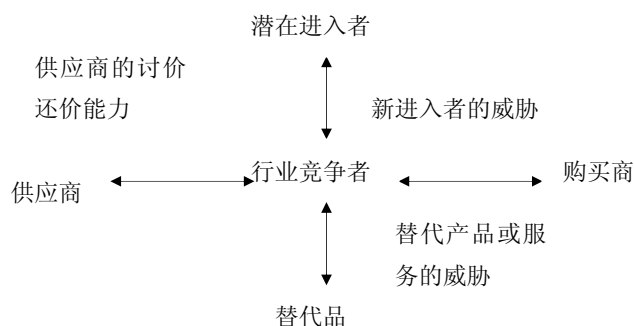 潜在进入者
供应商的讨价
还价能力
新进入者的威胁
供应商
行业竞争者
购买商
替代产品或服
务的威胁
替代品